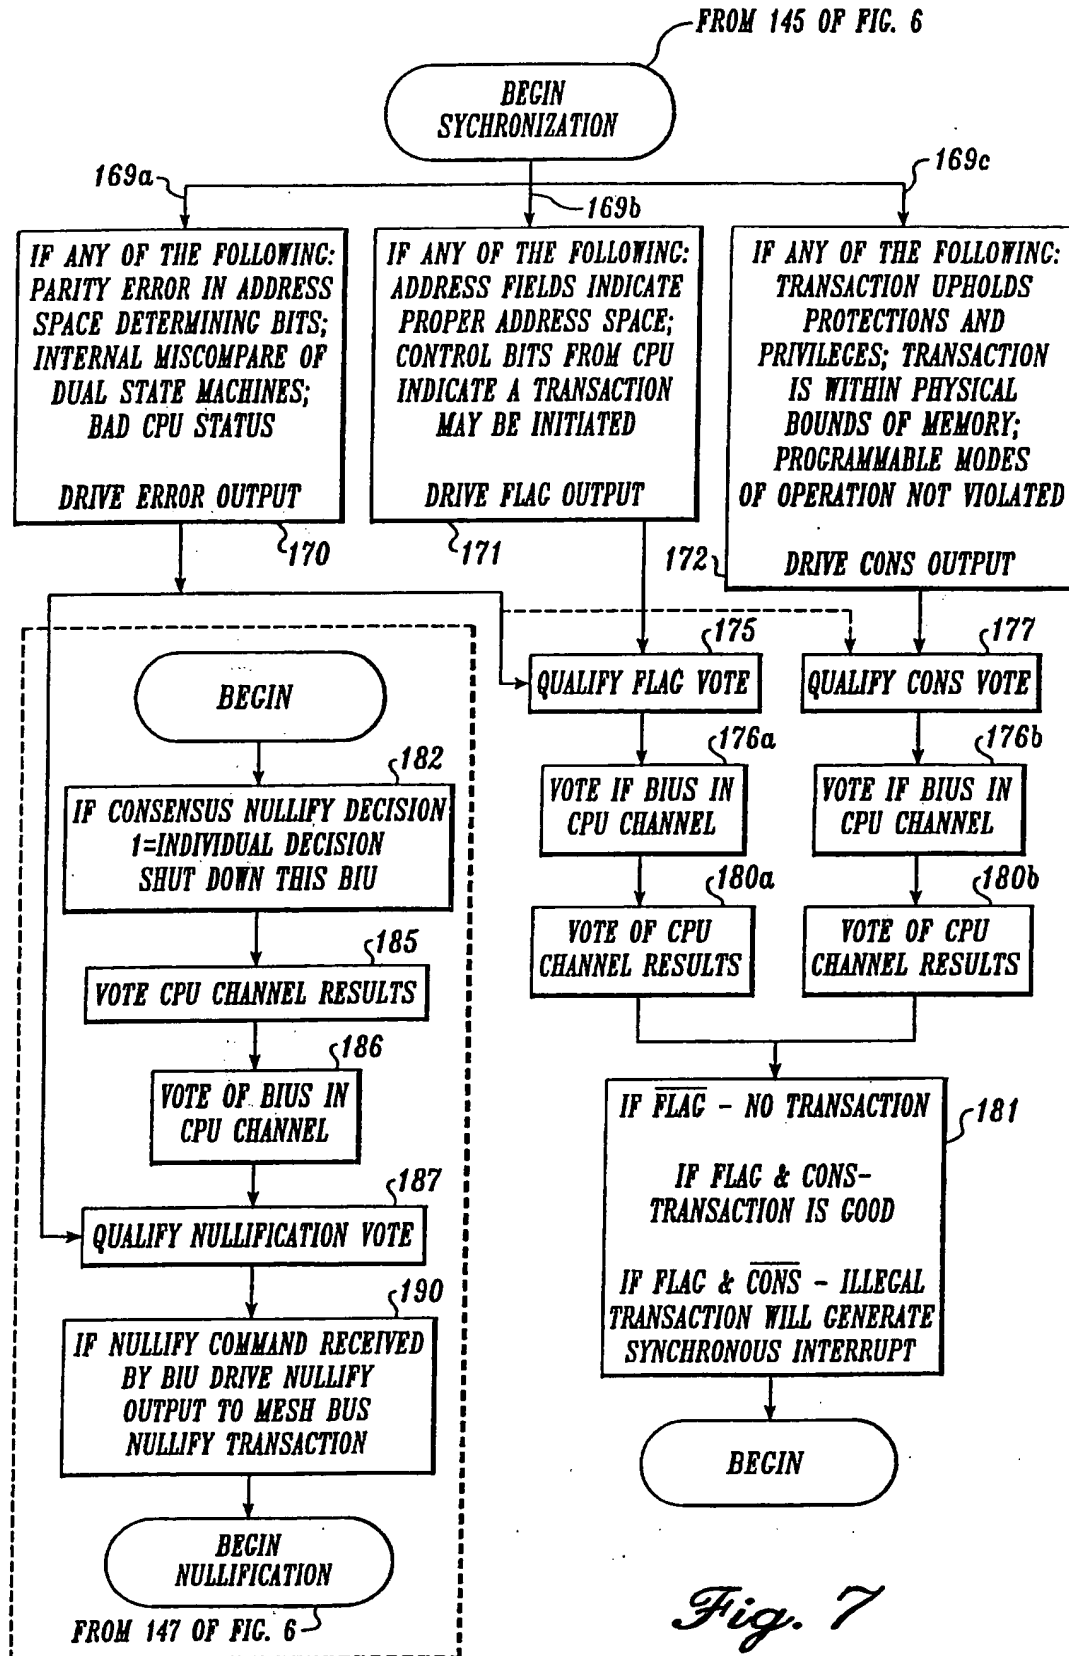 FROM 145 OF FIG. 6
BEGIN
SYCHRONIZATION
169a
169b
169c
IF ANY OF THE FOLLOWING:
PARITY ERROR IN ADDRESS
SPACE DETERMINING BITS;
INTERNAL MISCOMPARE OF
DUAL STATE MACHINES;
BAD CPU STATUS
DRIVE ERROR OUTPUT
170
IF ANY OF THE FOLLOWING:
ADDRESS FIELDS INDICATE
PROPER ADDRESS SPACE;
CONTROL BITS FROM CPU
INDICATE A TRANSACTION
MAY BE INITIATED
DRIVE FLAG OUTPUT
171
IF ANY OF THE FOLLOWING:
TRANSACTION UPHOLDS
PROTECTIONS AND
PRIVILEGES; TRANSACTION
IS WITHIN PHYSICAL
BOUNDS OF MEMORY;
PROGRAMMABLE MODES
OF OPERATION NOT VIOLATED
DRIVE CONS OUTPUT
172
175
QUALIFY FLAG VOTE
177
QUALIFY CONS VOTE
176a
VOTE IF BIUS IN
CPU CHANNEL
176b
VOTE IF BIUS IN
CPU CHANNEL
180a
VOTE OF CPU
CHANNEL RESULTS
180b
VOTE OF CPU
CHANNEL RESULTS
IF FLAG - NO TRANSACTION
IF FLAG & CONS-
TRANSACTION IS GOOD
IF FLAG & CONS - ILLEGAL
TRANSACTION WILL GENERATE
SYNCHRONOUS INTERRUPT
181
BEGIN
BEGIN
182
IF CONSENSUS NULLIFY DECISION
1=INDIVIDUAL DECISION
SHUT DOWN THIS BIU
185
VOTE CPU CHANNEL RESULTS
186
VOTE OF BIUS IN
CPU CHANNEL
187
QUALIFY NULLIFICATION VOTE
190
IF NULLIFY COMMAND RECEIVED
BY BIU DRIVE NULLIFY
OUTPUT TO MESH BUS
NULLIFY TRANSACTION
BEGIN
NULLIFICATION
FROM 147 OF FIG. 6
Fig. 7